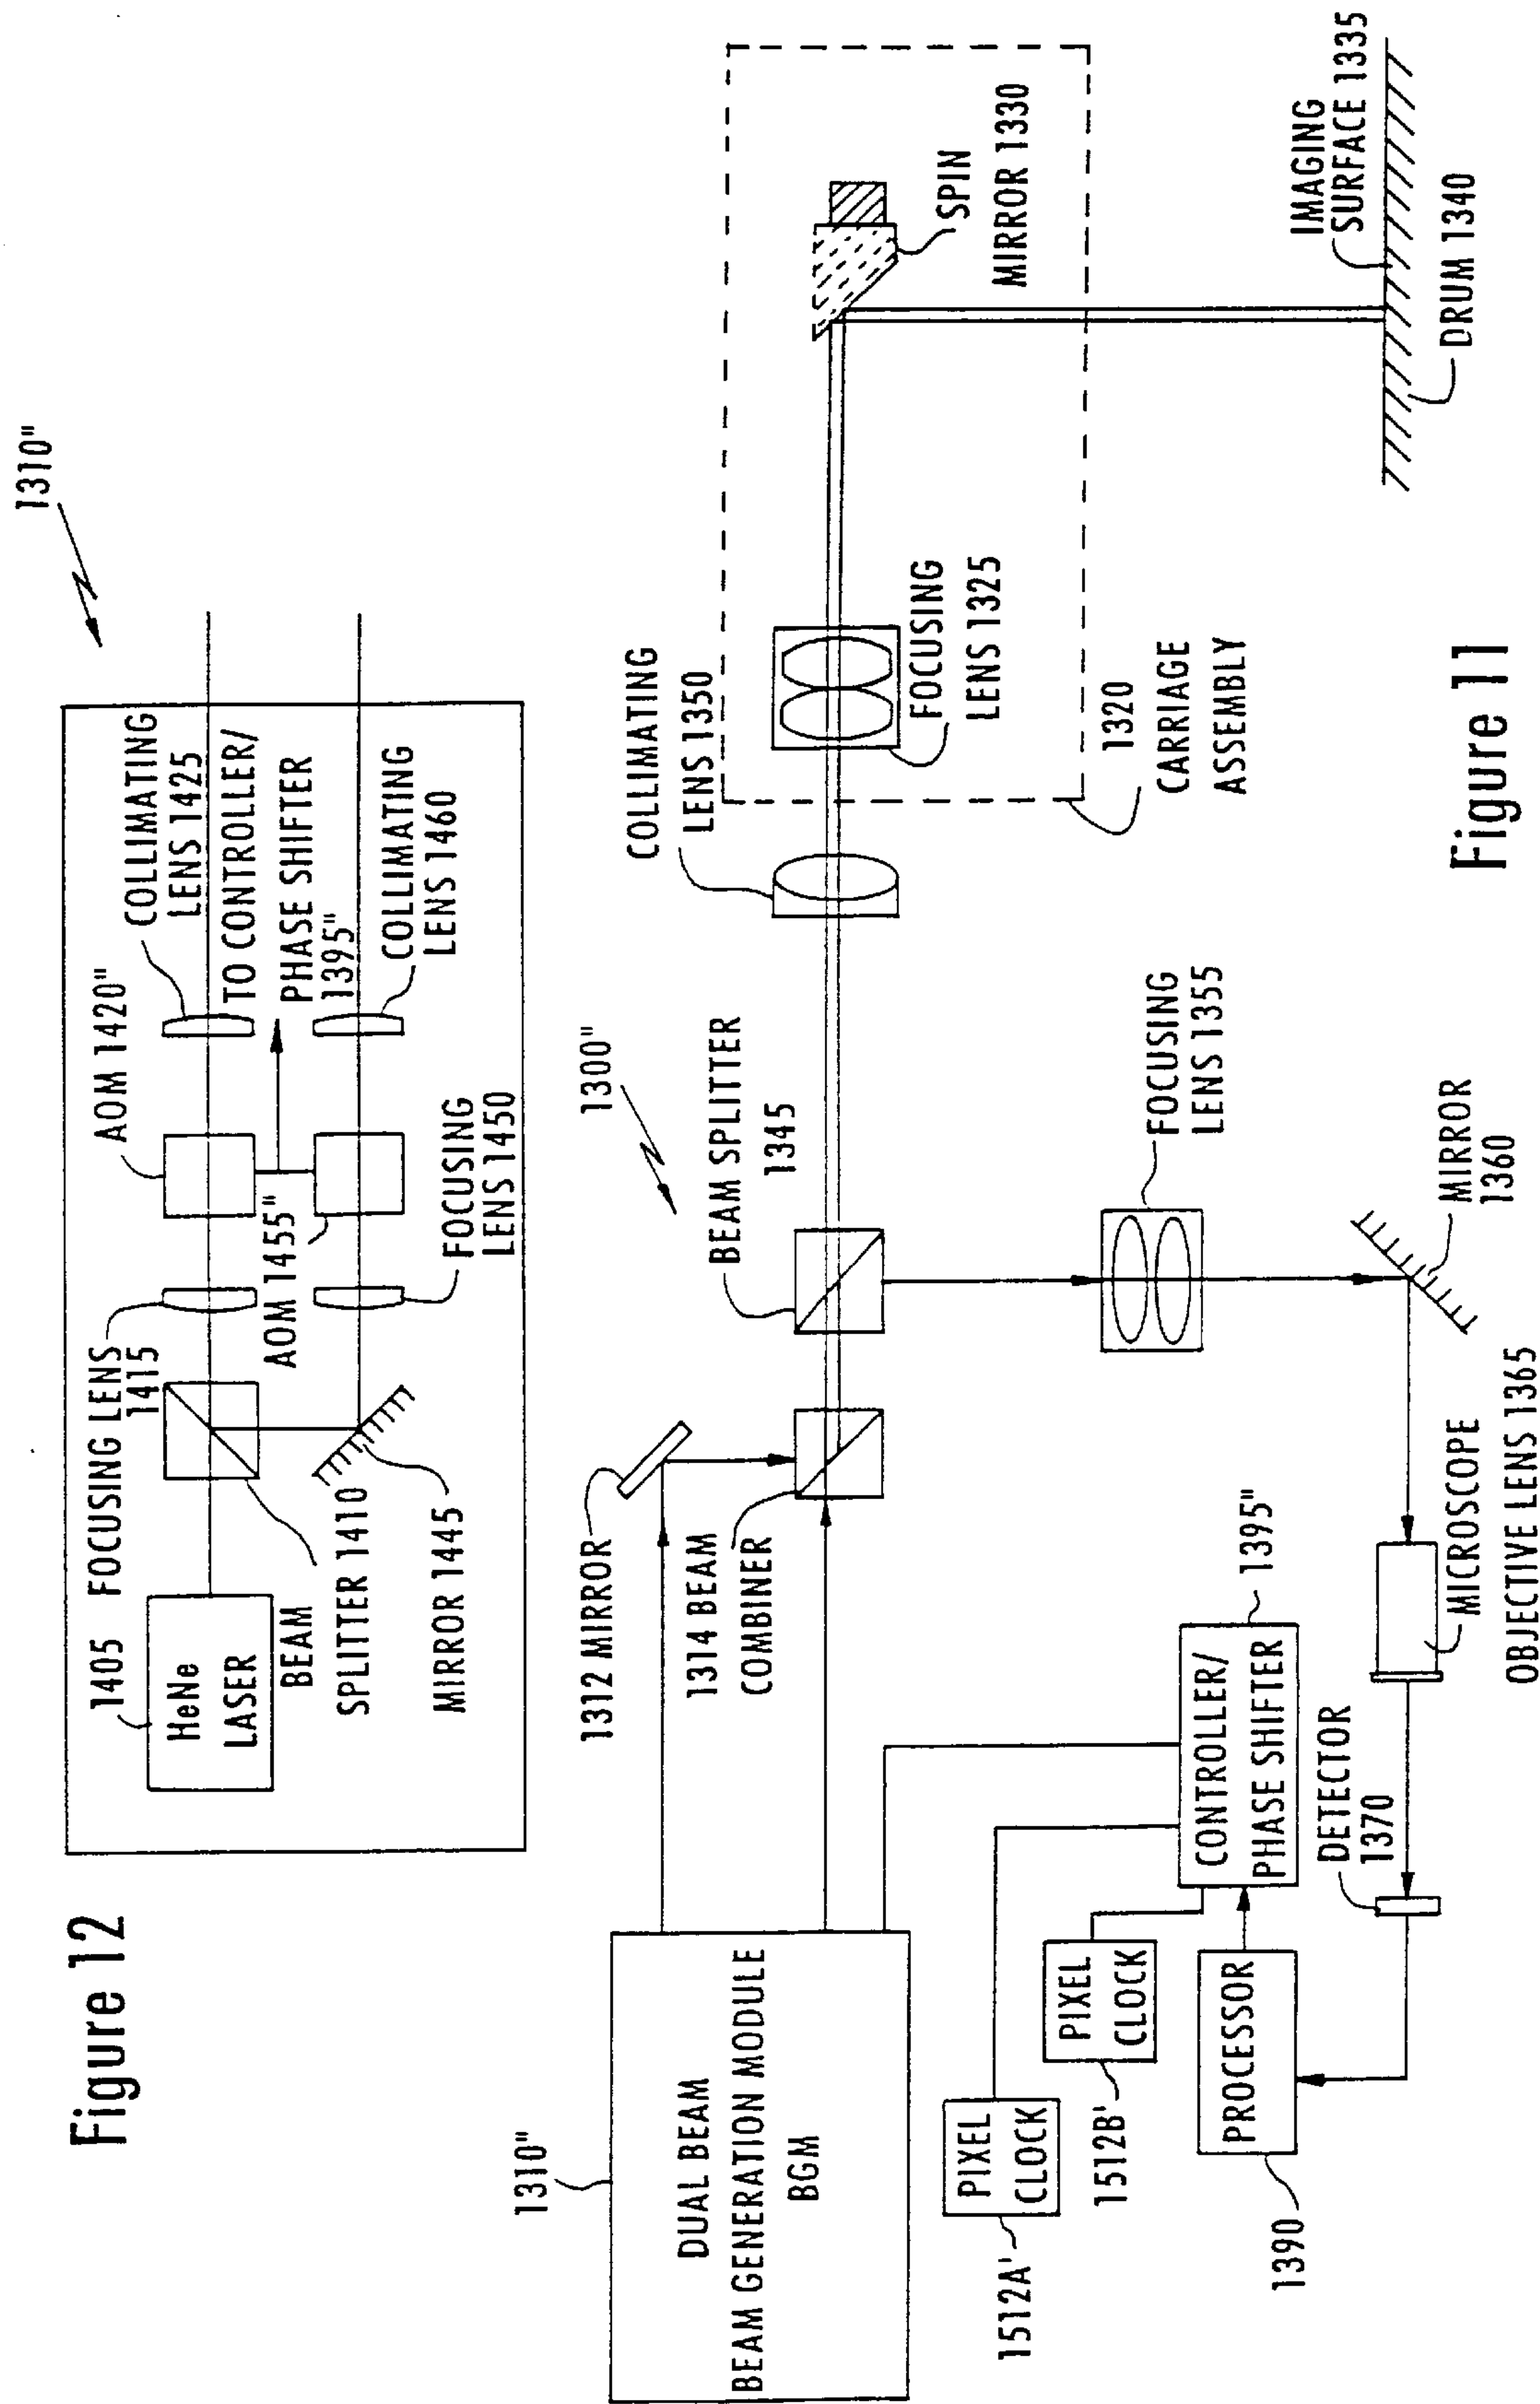 Figure 12
1310"
1405
HeNe
LASER
FOCUSING LENS
1415
BEAM
SPLITTER 1410
MIRROR 1445
AOM 1420"
AOM 1455"
FOCUSING
LENS 1450
COLLIMATING
LENS 1425
TO CONTROLLER/
PHASE SHIFTER
1395"
COLLIMATING
LENS 1460
1300"
1310"
DUAL BEAM
BEAM GENERATION MODULE
BGM
1312 MIRROR
1314 BEAM
COMBINER
BEAM SPLITTER
1345
COLLIMATING
LENS 1350
FOCUSING
LENS 1325
SPIN
MIRROR 1330
1320
CARRIAGE
ASSEMBLY
IMAGING
SURFACE 1335
DRUM 1340
FOCUSING
LENS 1355
MIRROR
1360
MICROSCOPE
OBJECTIVE LENS 1365
DETECTOR
1370
CONTROLLER/
PHASE SHIFTER
1395"
PIXEL
CLOCK
1512A'
PIXEL
CLOCK
1512B'
PROCESSOR
1390
Figure 11